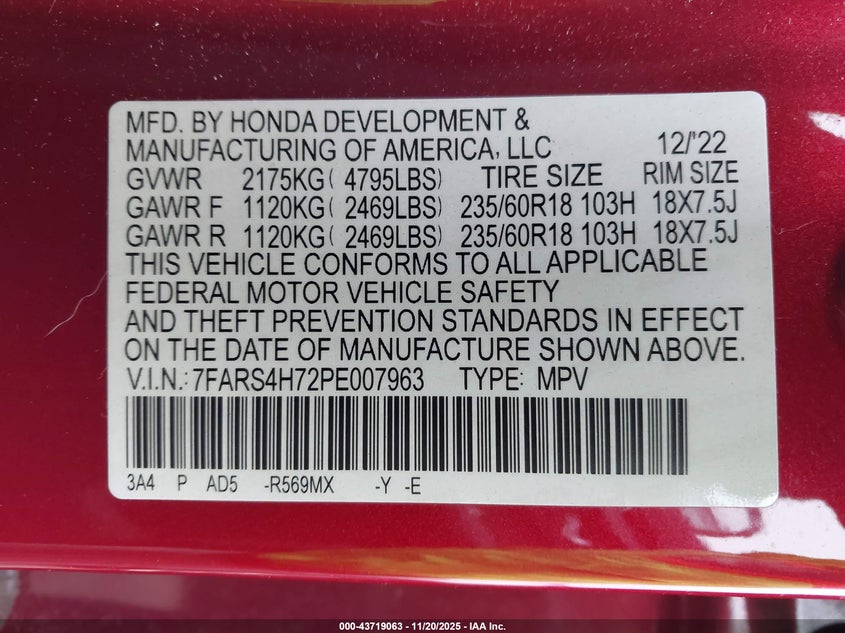 MFD. BY HONDA DEVELOPMENT &
MANUFACTURING OF AMERICA, LLC 12/'22
GVWR 2175KG( 4795LBS) TIRE SIZE RIM SIZE
GAWR F 1120KG( 2469LBS) 235/60R18 103H 18X7.5J
GAWR R 1120KG( 2469LBS) 235/60R18 103H 18X7.5J
THIS VEHICLE CONFORMS TO ALL APPLICABLE
FEDERAL MOTOR VEHICLE SAFETY
AND THEFT PREVENTION STANDARDS IN EFFECT
ON THE DATE OF MANUFACTURE SHOWN ABOVE.
V.I.N.: 7FARS4H72PE007963 TYPE: MPV
3A4 P AD5 -R569MX -Y -E
000-43719063 - 11/20/2025 - IAA Inc.